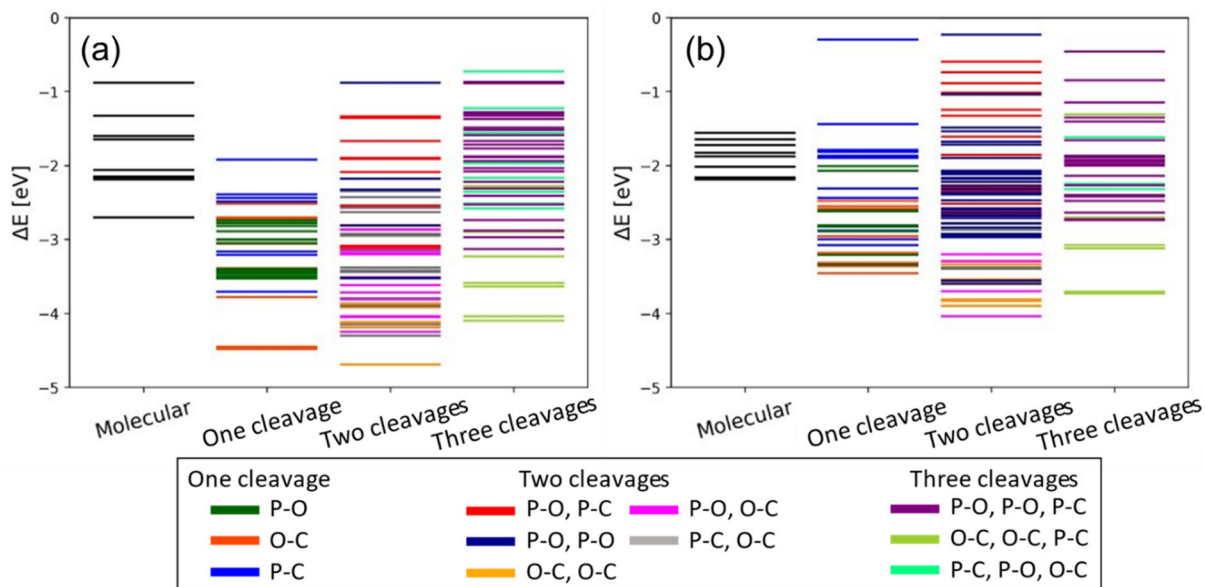 (a)
ΔE [eV]
0
−1
−2
−3
−4
−5
Molecular
One cleavage
Two cleavages
Three cleavages
(b)
ΔE [eV]
0
−1
−2
−3
−4
−5
Molecular
One cleavage
Two cleavages
Three cleavages
One cleavage
P-O
O-C
P-C
Two cleavages
P-O, P-C
P-O, P-O
O-C, O-C
P-O, O-C
P-C, O-C
Three cleavages
P-O, P-O, P-C
O-C, O-C, P-C
P-C, P-O, O-C